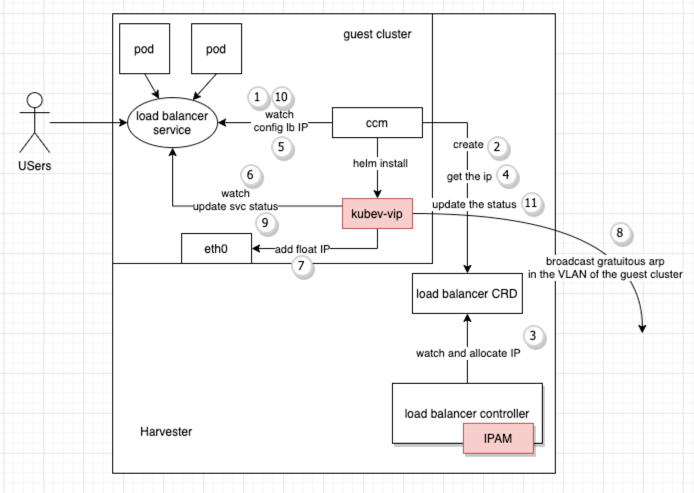 guest cluster
pod
pod
1 10
watch
config lb IP
5
load balancer
service
ccm
USers
create 2
helm install
get the ip 4
6
watch
update svc status
9
kubev-vip
update the status 11
8
broadcast gratuitous arp
in the VLAN of the guest cluster
eth0
add float IP
7
load balancer CRD
3
watch and allocate IP
load balancer controller
IPAM
Harvester